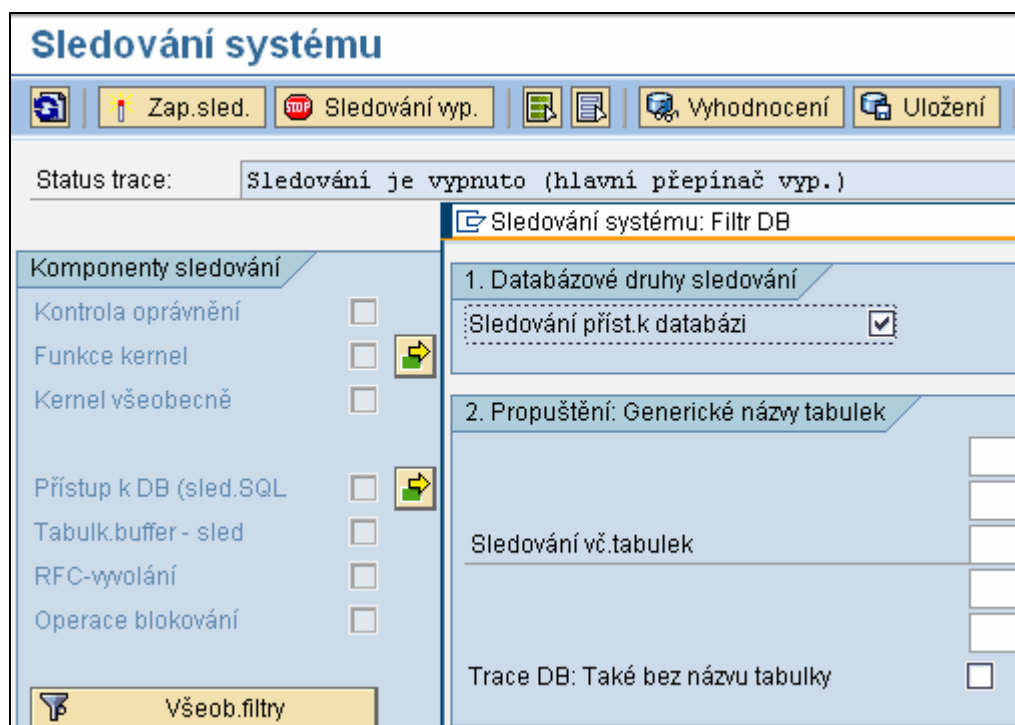 Sledování systému
Zap.sled. STOP Sledování vyp. Vyhodnocení Uložení
Status trace: Sledování je vypnuto (hlavní přepínač vyp.)
Sledování systému: Filtr DB
Komponenty sledování
Kontrola oprávnění
Funkce kernel
Kernel všeobecně
Přístup k DB (sled.SQL
Tabulk.buffer - sled
RFC-vyvolání
Operace blokování
Všeob.filtry
1. Databázové druhy sledování
Sledování příst.k databázi
2. Propuštění: Generické názvy tabulek
Sledování vč.tabulek
Trace DB: Také bez názvu tabulky